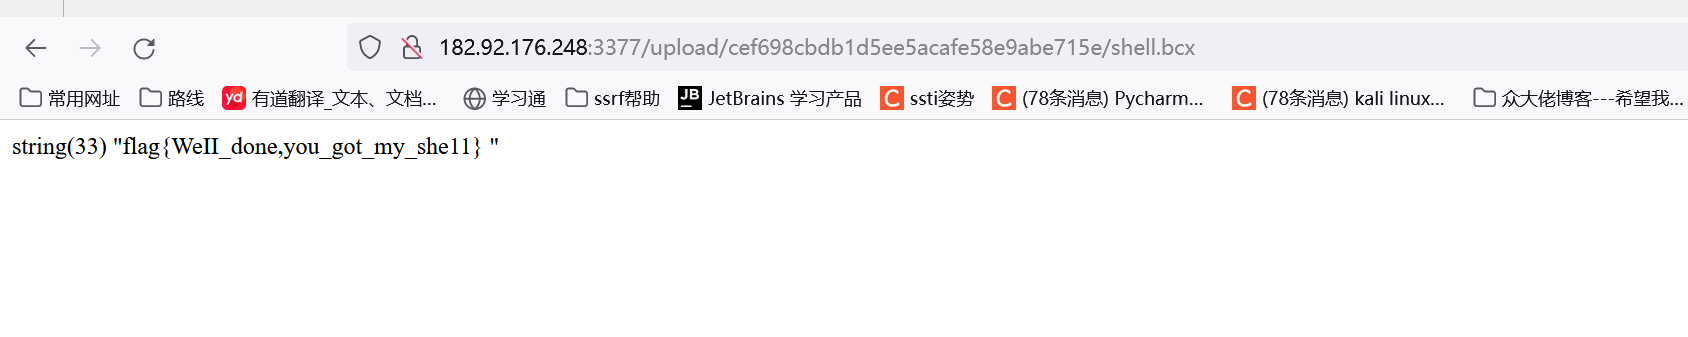 182.92.176.248:3377/upload/cef698cbdb1d5ee5acafe58e9abe715e/shell.bcx
常用网址 路线 yd 有道翻译_文本、文档... 学习通 ssrf帮助 JB JetBrains 学习产品 C ssti姿势 C (78条消息) Pycharm... C (78条消息) kali linux... 众大佬博客---希望我...
string(33) "flag{WeII_done,you_got_my_she11} "